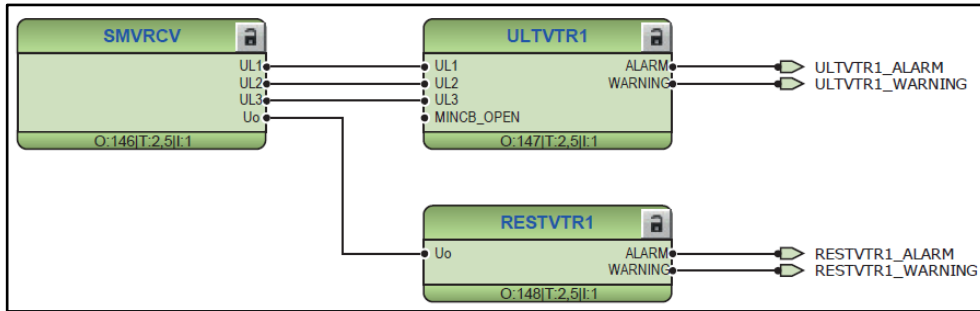 SMVRCV
UL1
UL2
UL3
Uo
O:146|T:2,5|I:1
ULTVTR1
UL1
UL2
UL3
MINCB_OPEN
ALARM
WARNING
O:147|T:2,5|I:1
ULTVTR1_ALARM
ULTVTR1_WARNING
RESTVTR1
Uo
ALARM
WARNING
O:148|T:2,5|I:1
RESTVTR1_ALARM
RESTVTR1_WARNING